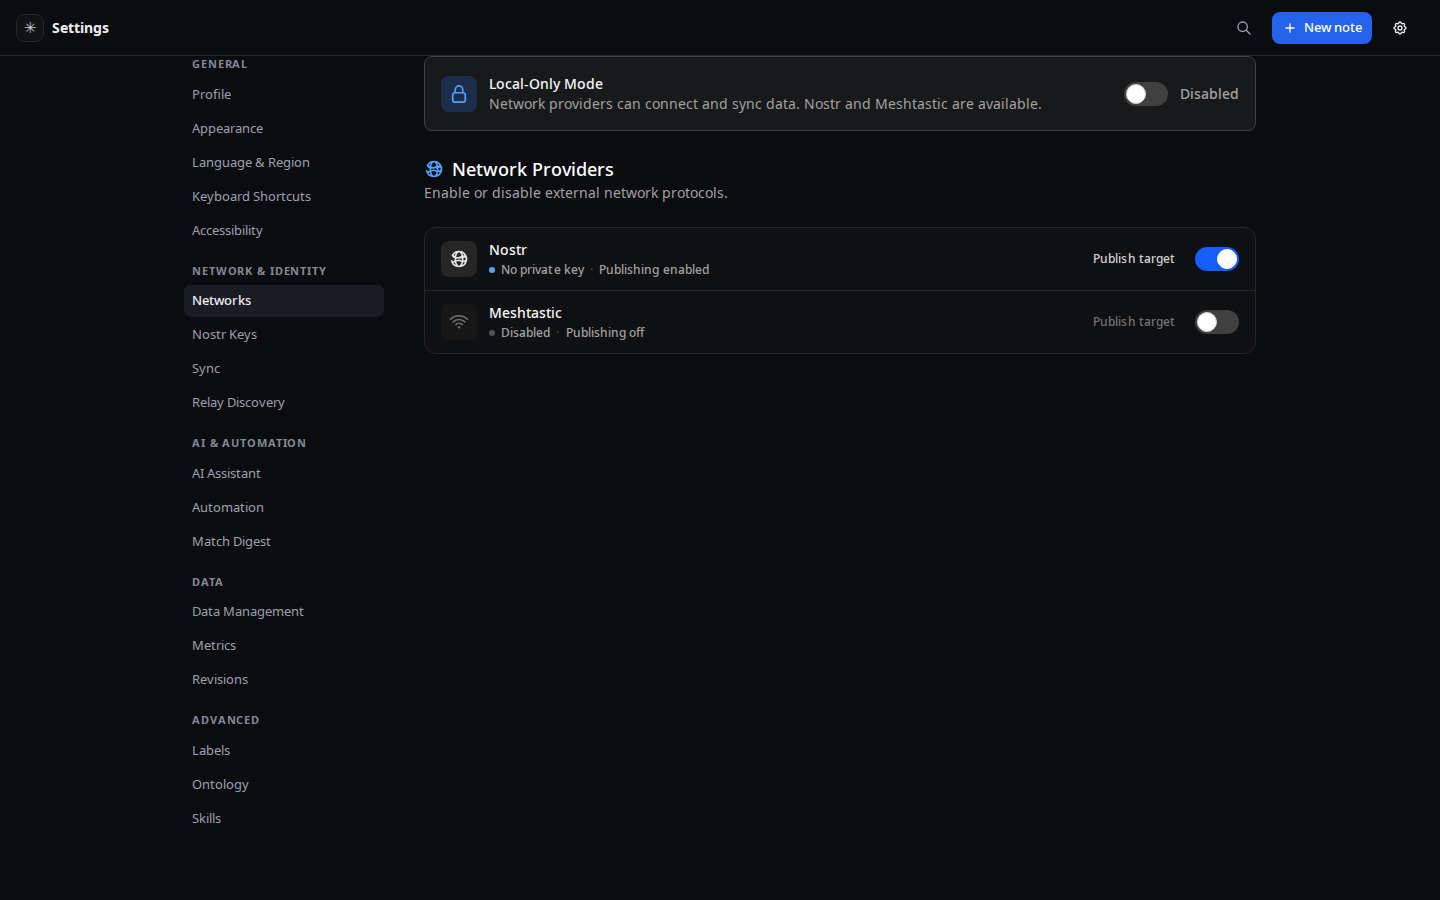 Settings
New note
GENERAL
Profile
Appearance
Language & Region
Keyboard Shortcuts
Accessibility
NETWORK & IDENTITY
Networks
Nostr Keys
Sync
Relay Discovery
AI & AUTOMATION
AI Assistant
Automation
Match Digest
DATA
Data Management
Metrics
Revisions
ADVANCED
Labels
Ontology
Skills
Local-Only Mode
Network providers can connect and sync data. Nostr and Meshtastic are available.
Disabled
Network Providers
Enable or disable external network protocols.
Nostr
No private key · Publishing enabled
Publish target
Meshtastic
Disabled · Publishing off
Publish target